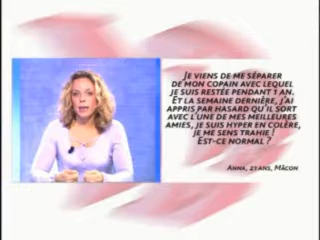 JE VIENS DE ME SÉPARER
DE MON COPAIN AVEC LEQUEL
JE SUIS RESTÉE PENDANT 1 AN.
ET LA SEMAINE DERNIÈRE, J'AI
APPRIS PAR HASARD QU'IL SORT
AVEC L'UNE DE MES MEILLEURES
AMIES, JE SUIS HYPER EN COLÈRE,
JE ME SENS TRAHIE !
EST-CE NORMAL ?
ANNA, 21 ANS, MÂCON